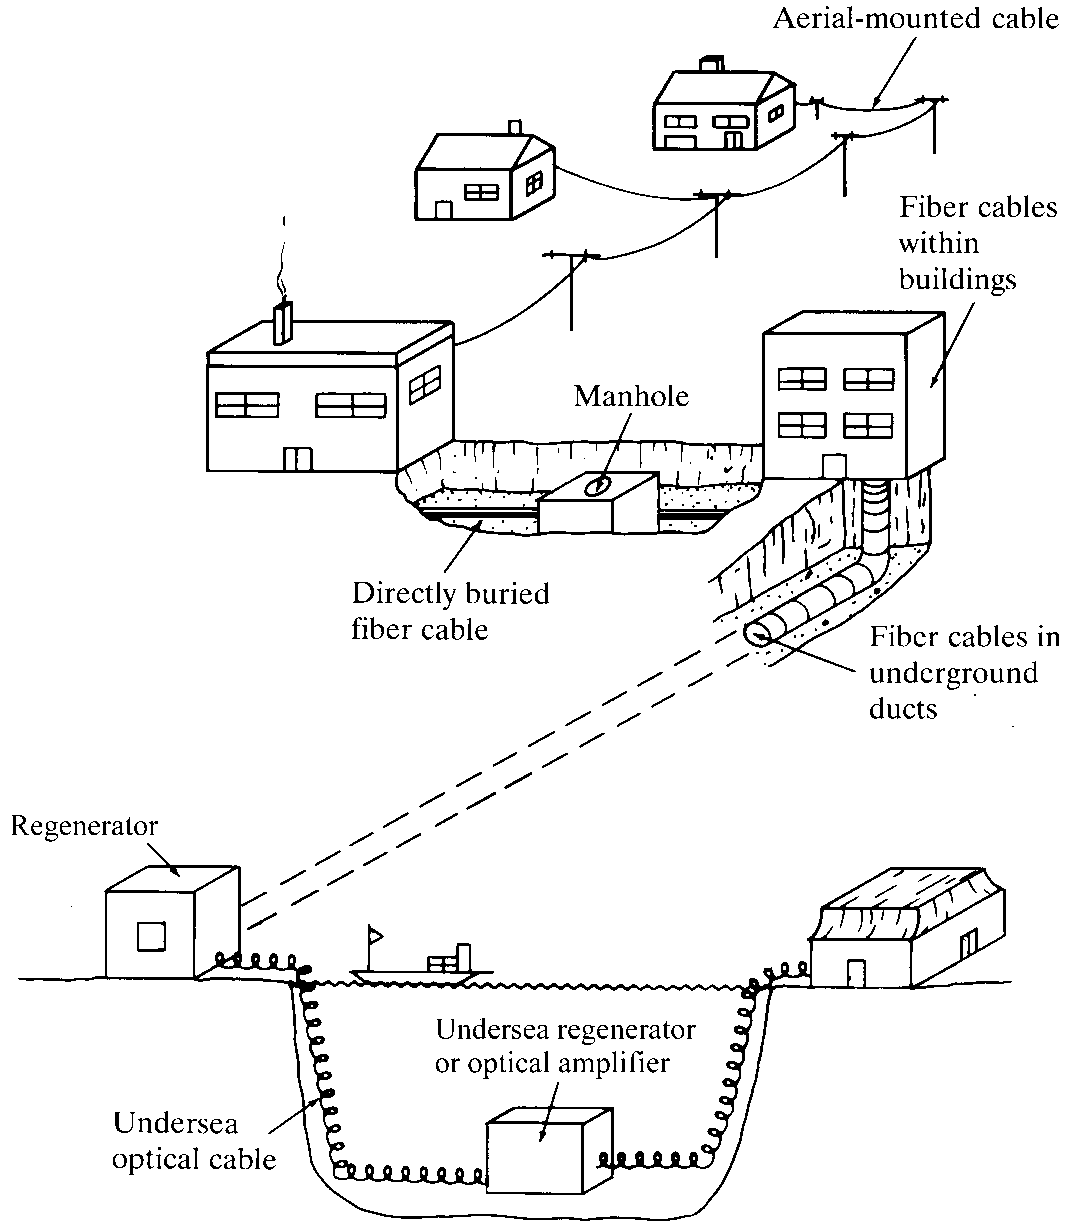 Aerial-mounted cable
Fiber cables
within
buildings
Manhole
Directly buried
fiber cable
Fiber cables in
underground
ducts
Regenerator
Undersea regenerator
or optical amplifier
Undersea
optical cable